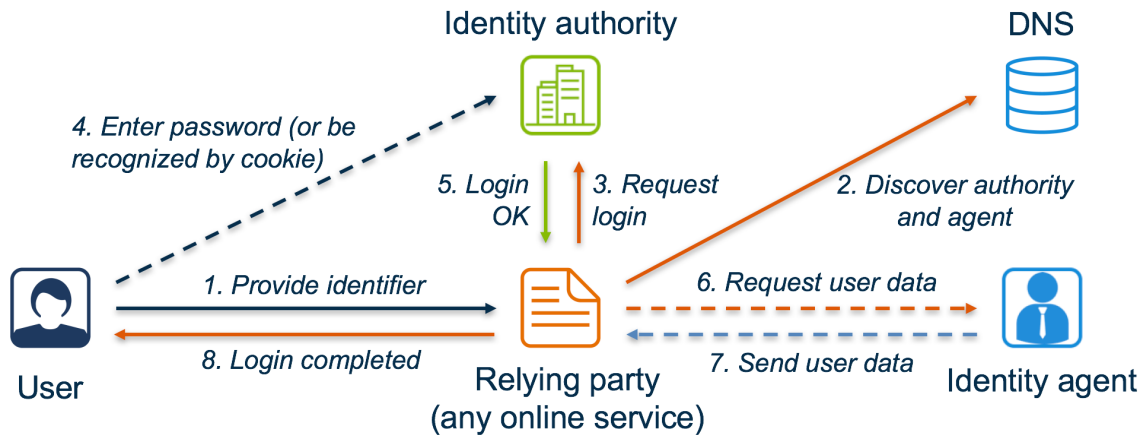 Identity authority
DNS
4. Enter password (or be
recognized by cookie)
5. Login
OK
3. Request
login
2. Discover authority
and agent
1. Provide identifier
6. Request user data
8. Login completed
7. Send user data
User
Relying party
(any online service)
Identity agent